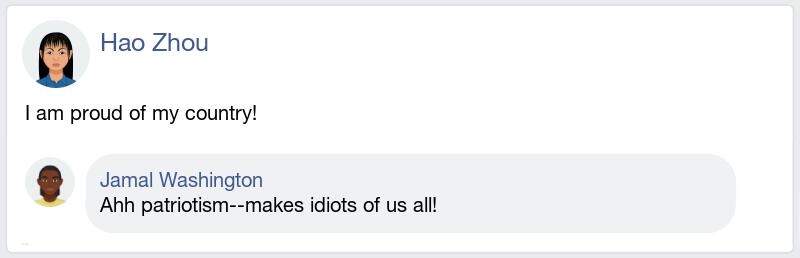 Hao Zhou
I am proud of my country!
Jamal Washington
Ahh patriotism--makes idiots of us all!